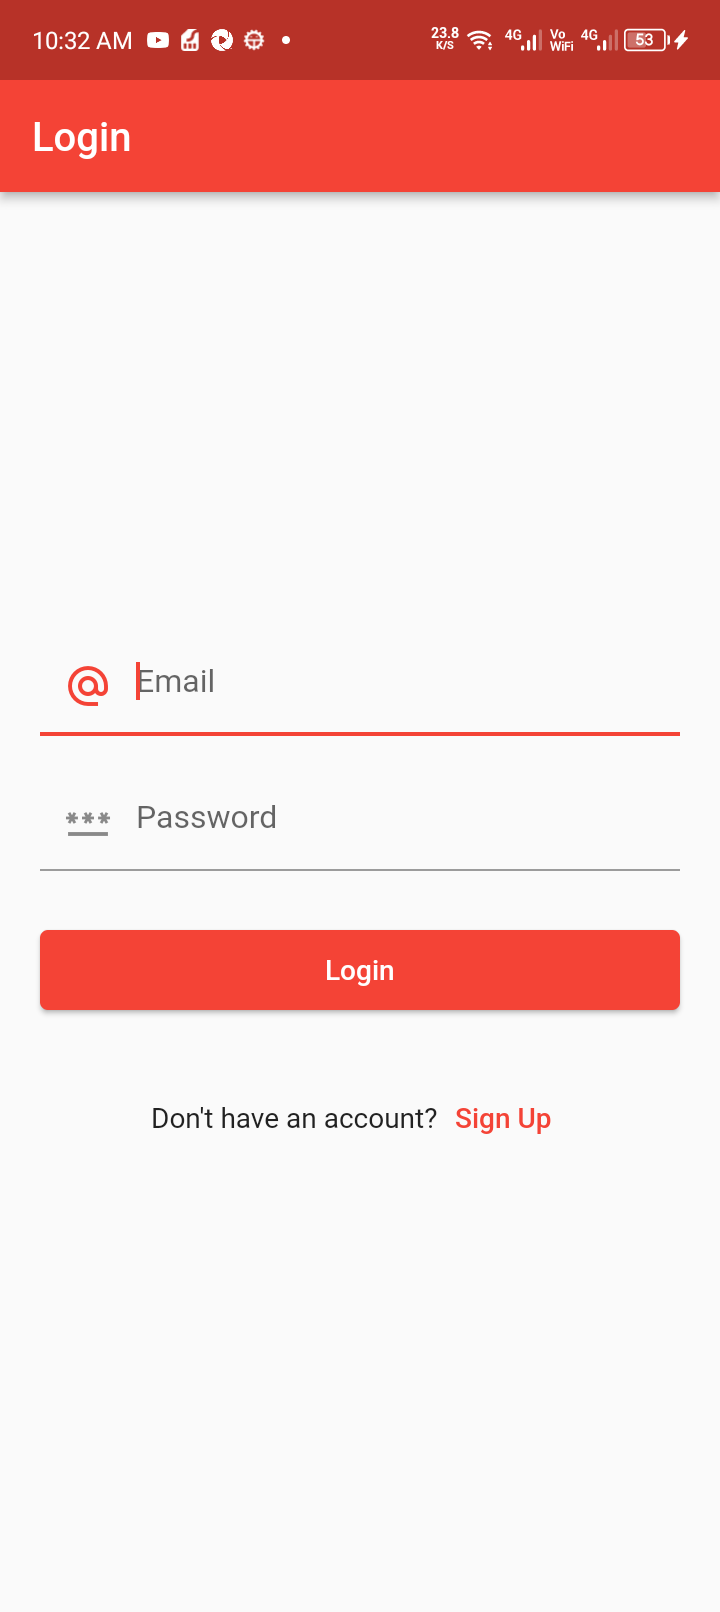 10:32 AM 23.8 K/S 4G Vo WiFi 4G 53
Login
Email
*** Password
Login
Don't have an account? Sign Up